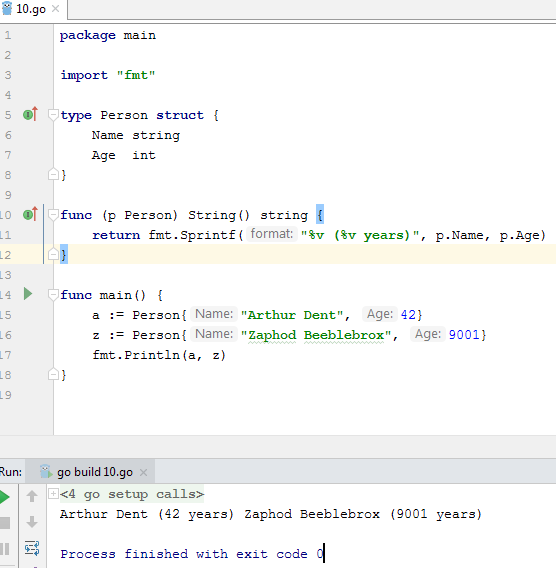 10.go
1 package main
2
3 import "fmt"
4
5 type Person struct {
6 Name string
7 Age  int
8 }
9
10 func (p Person) String() string {
11 return fmt.Sprintf( format: "%v (%v years)", p.Name, p.Age)
12 }
13
14 func main() {
15 a := Person{ Name: "Arthur Dent", Age: 42}
16 z := Person{ Name: "Zaphod Beeblebrox", Age: 9001}
17 fmt.Println(a, z)
18 }
19
Run: go build 10.go
<4 go setup calls>
Arthur Dent (42 years) Zaphod Beeblebrox (9001 years)
Process finished with exit code 0